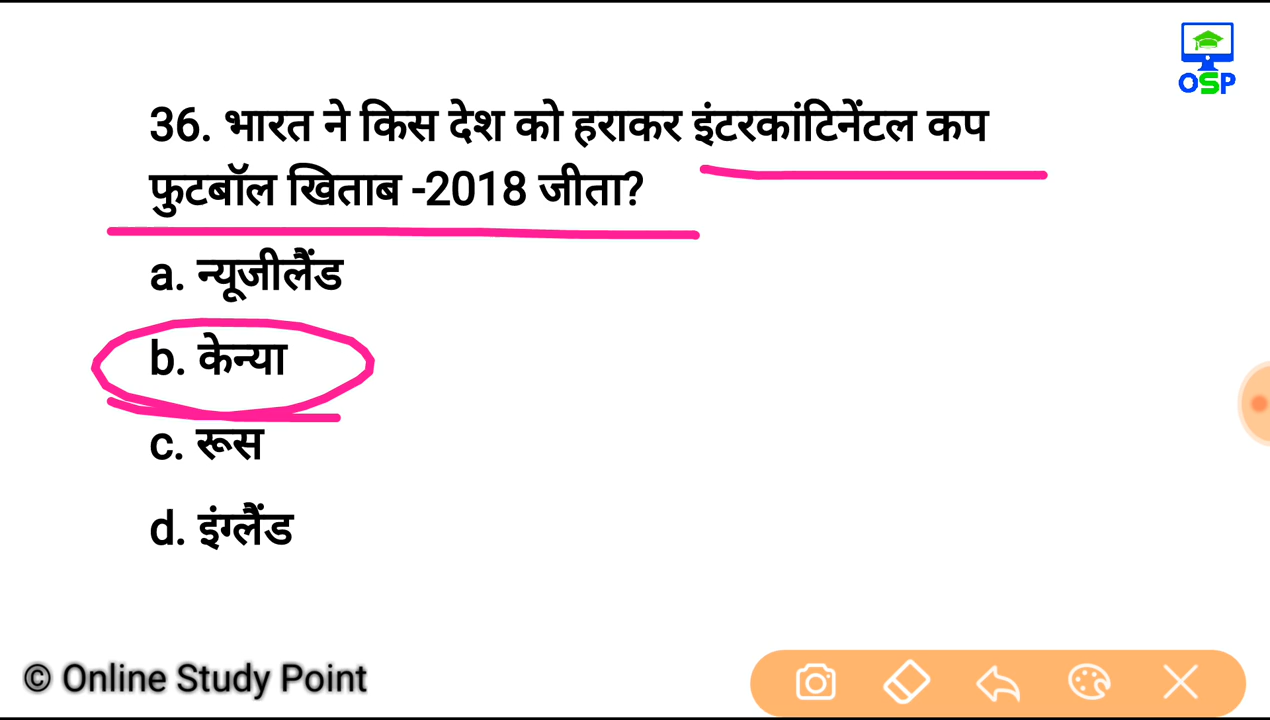 OSP
36. भारत ने किस देश को हराकर इंटरकांटिनेंटल कप
फुटबॉल खिताब -2018 जीता?
a. न्यूजीलैंड
b. केन्या
c. रूस
d. इंग्लैंड
© Online Study Point